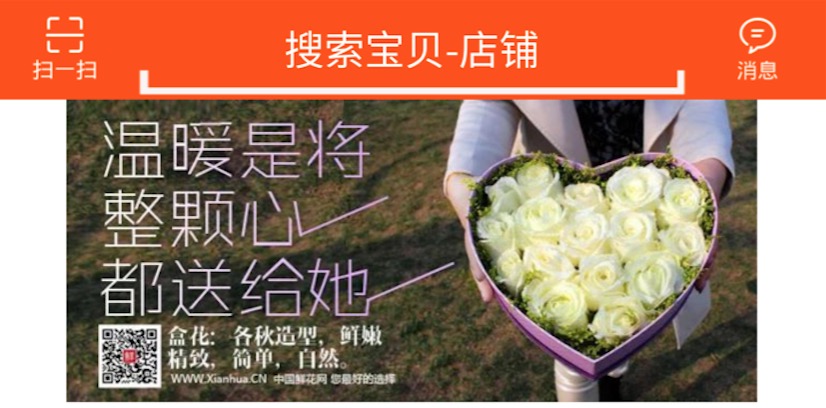 扫一扫
搜索宝贝-店铺
消息
温暖是将
整颗心
都送给她
盒花：各秋造型，鲜嫩
精致，简单，自然。
WWW.Xianhua.CN 中国鲜花网 您最好的选择